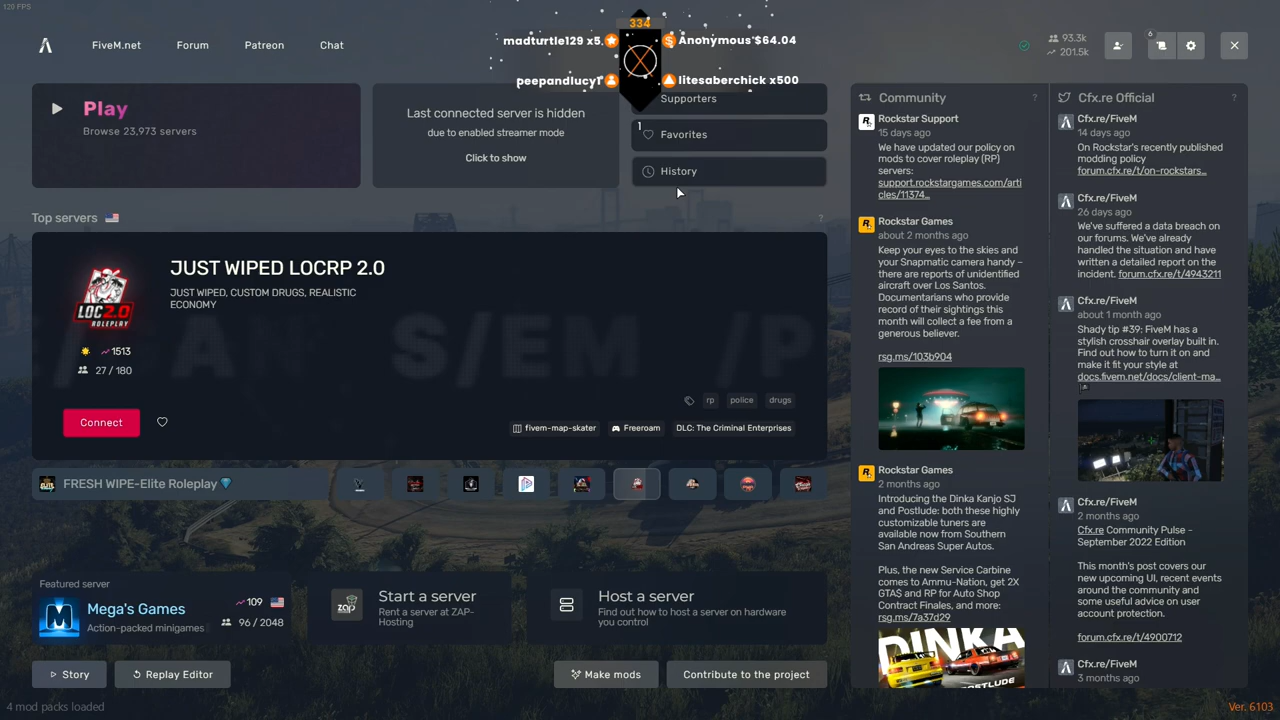 120 FPS
FiveM.net
Forum
Patreon
Chat
334
madturtle129 x5
Anonymous $64.04
peepandlucy1
litesaberchick x500
93.3k
201.5k
6
Play
Browse 23,973 servers
Last connected server is hidden
due to enabled streamer mode
Click to show
Supporters
1
Favorites
History
Top servers
?
JUST WIPED LOCRP 2.0
JUST WIPED, CUSTOM DRUGS, REALISTIC
ECONOMY
LOC2.0
ROLEPLAY
1513
27 / 180
S/EM
/P
Connect
rp
police
drugs
fivem-map-skater
Freeroam
DLC: The Criminal Enterprises
FRESH WIPE-Elite Roleplay
Featured server
Mega's Games
Action-packed minigames
109
96 / 2048
ZAP
Start a server
Rent a server at ZAP-
Hosting
Host a server
Find out how to host a server on hardware
you control
Story
Replay Editor
Make mods
Contribute to the project
4 mod packs loaded
Community
?
Rockstar Support
15 days ago
We have updated our policy on
mods to cover roleplay (RP)
servers:
support.rockstargames.com/arti
cles/11374…
Rockstar Games
about 2 months ago
Keep your eyes to the skies and
your Snapmatic camera handy –
there are reports of unidentified
aircraft over Los Santos.
Documentarians who provide
record of their sightings this
month will collect a fee from a
generous believer.
rsg.ms/103b904
Rockstar Games
2 months ago
Introducing the Dinka Kanjo SJ
and Postlude: both these highly
customizable tuners are
available now from Southern
San Andreas Super Autos.
Plus, the new Service Carbine
comes to Ammu-Nation, get 2X
GTA$ and RP for Auto Shop
Contract Finales, and more:
rsg.ms/7a37d29
DINKA
POSTLUDE
Cfx.re Official
?
Cfx.re/FiveM
14 days ago
On Rockstar's recently published
modding policy
forum.cfx.re/t/on-rockstars…
Cfx.re/FiveM
26 days ago
We've suffered a data breach on
our forums. We've already
handled the situation and have
written a detailed report on the
incident. forum.cfx.re/t/4943211
Cfx.re/FiveM
about 1 month ago
Shady tip #39: FiveM has a
stylish crosshair overlay built in.
Find out how to turn it on and
make it fit your style at
docs.fivem.net/docs/client-ma…
Cfx.re/FiveM
2 months ago
Cfx.re Community Pulse –
September 2022 Edition
This month's post covers our
new upcoming UI, recent events
around the community and
some useful advice on user
account protection.
forum.cfx.re/t/4900712
Cfx.re/FiveM
3 months ago
Ver. 6103